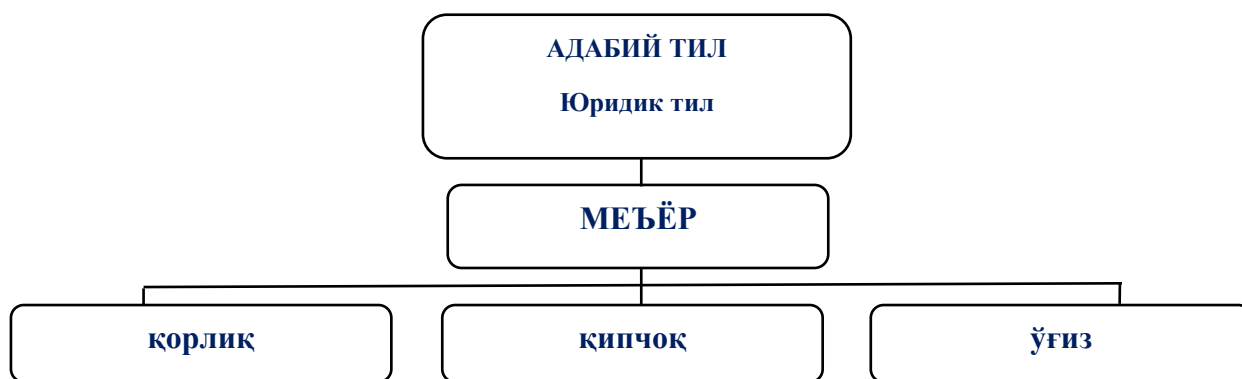 АДАБИЙ ТИЛ
Юридик тил
МЕЪЁР
қорлиқ
қипчоқ
ўғиз